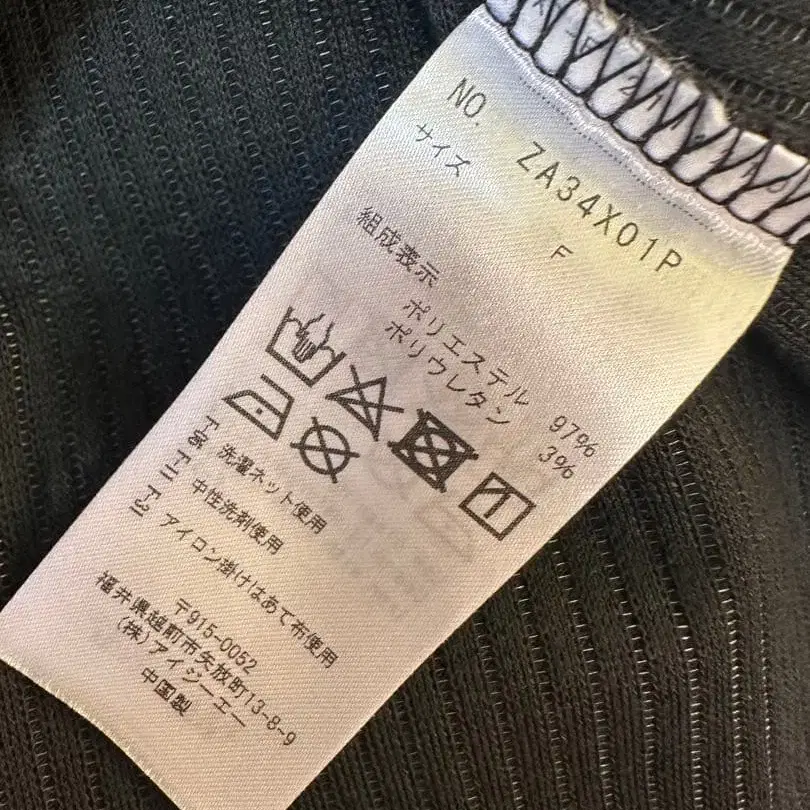 NO. ZA34X01P
サイズ F
組成表示
ポリエステル 97%
ポリウレタン 3%
洗濯ネット使用
中性洗剤使用
アイロン掛けはあて布使用
〒915-0052
福井県越前市矢放町13-8-9
(株)アイジーエー
中国製